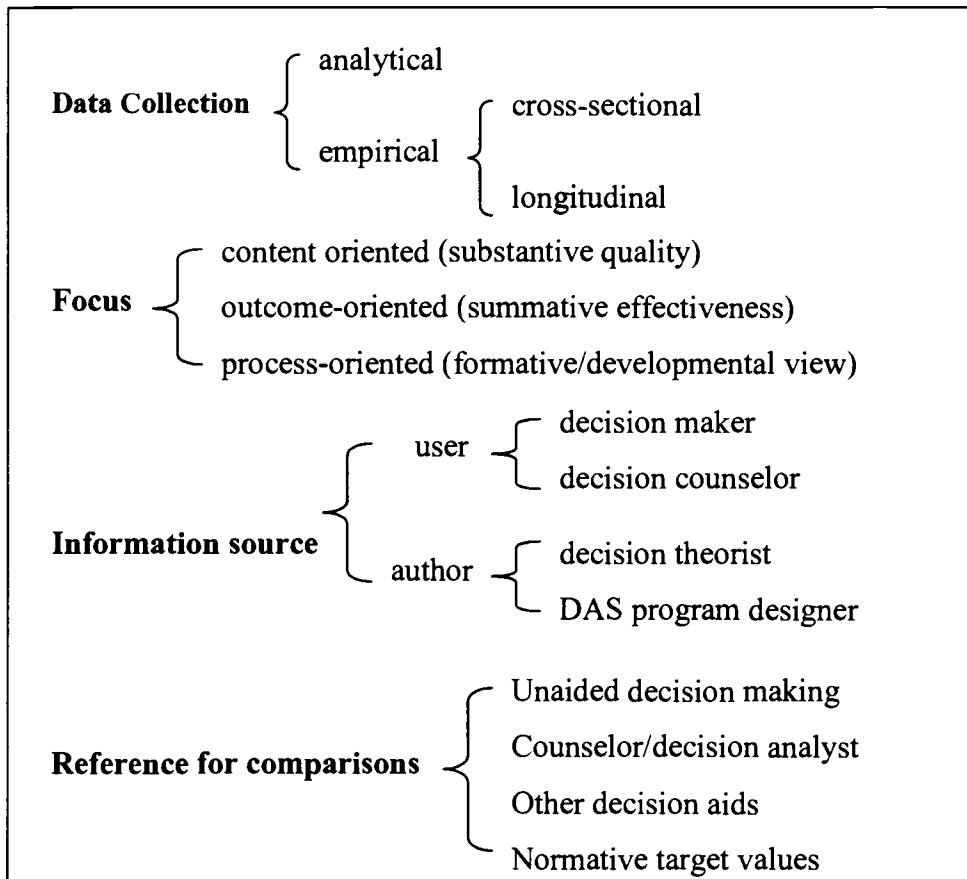 analytical
Data Collection
cross-sectional
empirical
longitudinal
content oriented (substantive quality)
Focus
outcome-oriented (summative effectiveness)
process-oriented (formative/developmental view)
decision maker
user
decision counselor
Information source
decision theorist
author
DAS program designer
Unaided decision making
Counselor/decision analyst
Reference for comparisons
Other decision aids
Normative target values